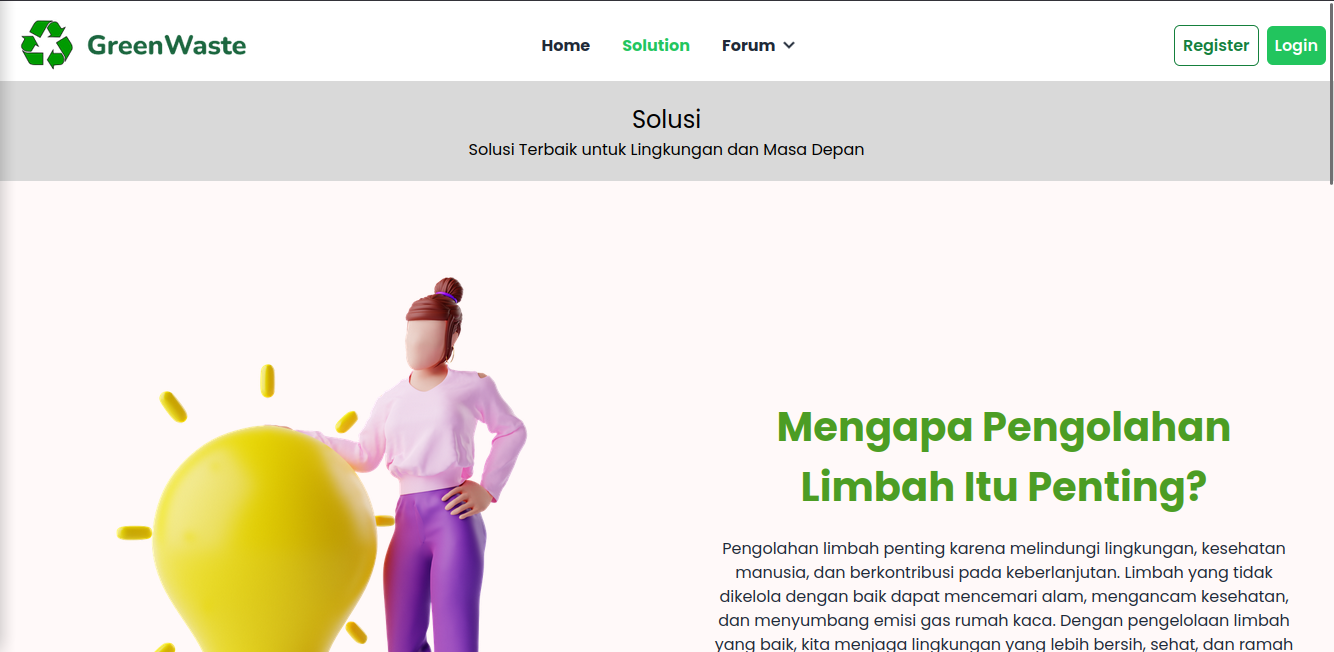 GreenWaste
Home Solution Forum
Register Login
Solusi
Solusi Terbaik untuk Lingkungan dan Masa Depan
Mengapa Pengolahan
Limbah Itu Penting?
Pengolahan limbah penting karena melindungi lingkungan, kesehatan
manusia, dan berkontribusi pada keberlanjutan. Limbah yang tidak
dikelola dengan baik dapat mencemari alam, mengancam kesehatan,
dan menyumbang emisi gas rumah kaca. Dengan pengelolaan limbah
yang baik, kita menjaga lingkungan yang lebih bersih, sehat, dan ramah